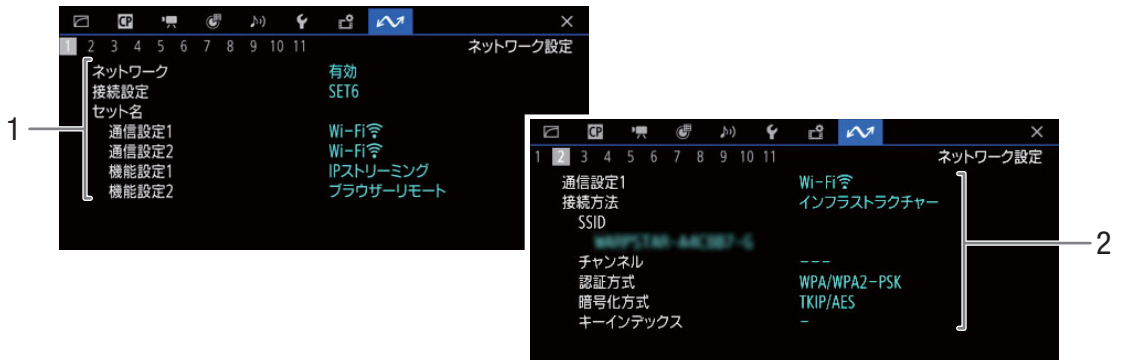 CP ×
1 2 3 4 5 6 7 8 9 10 11 ネットワーク設定
ネットワーク 有効
接続設定 SET6
セット名
通信設定1 Wi-Fi
通信設定2 Wi-Fi
機能設定1 IPストリーミング
機能設定2 ブラウザーリモート
1
CP ×
1 2 3 4 5 6 7 8 9 10 11 ネットワーク設定
通信設定1 Wi-Fi
接続方法 インフラストラクチャー
SSID
チャンネル ---
認証方式 WPA/WPA2-PSK
暗号化方式 TKIP/AES
キーインデックス -
2